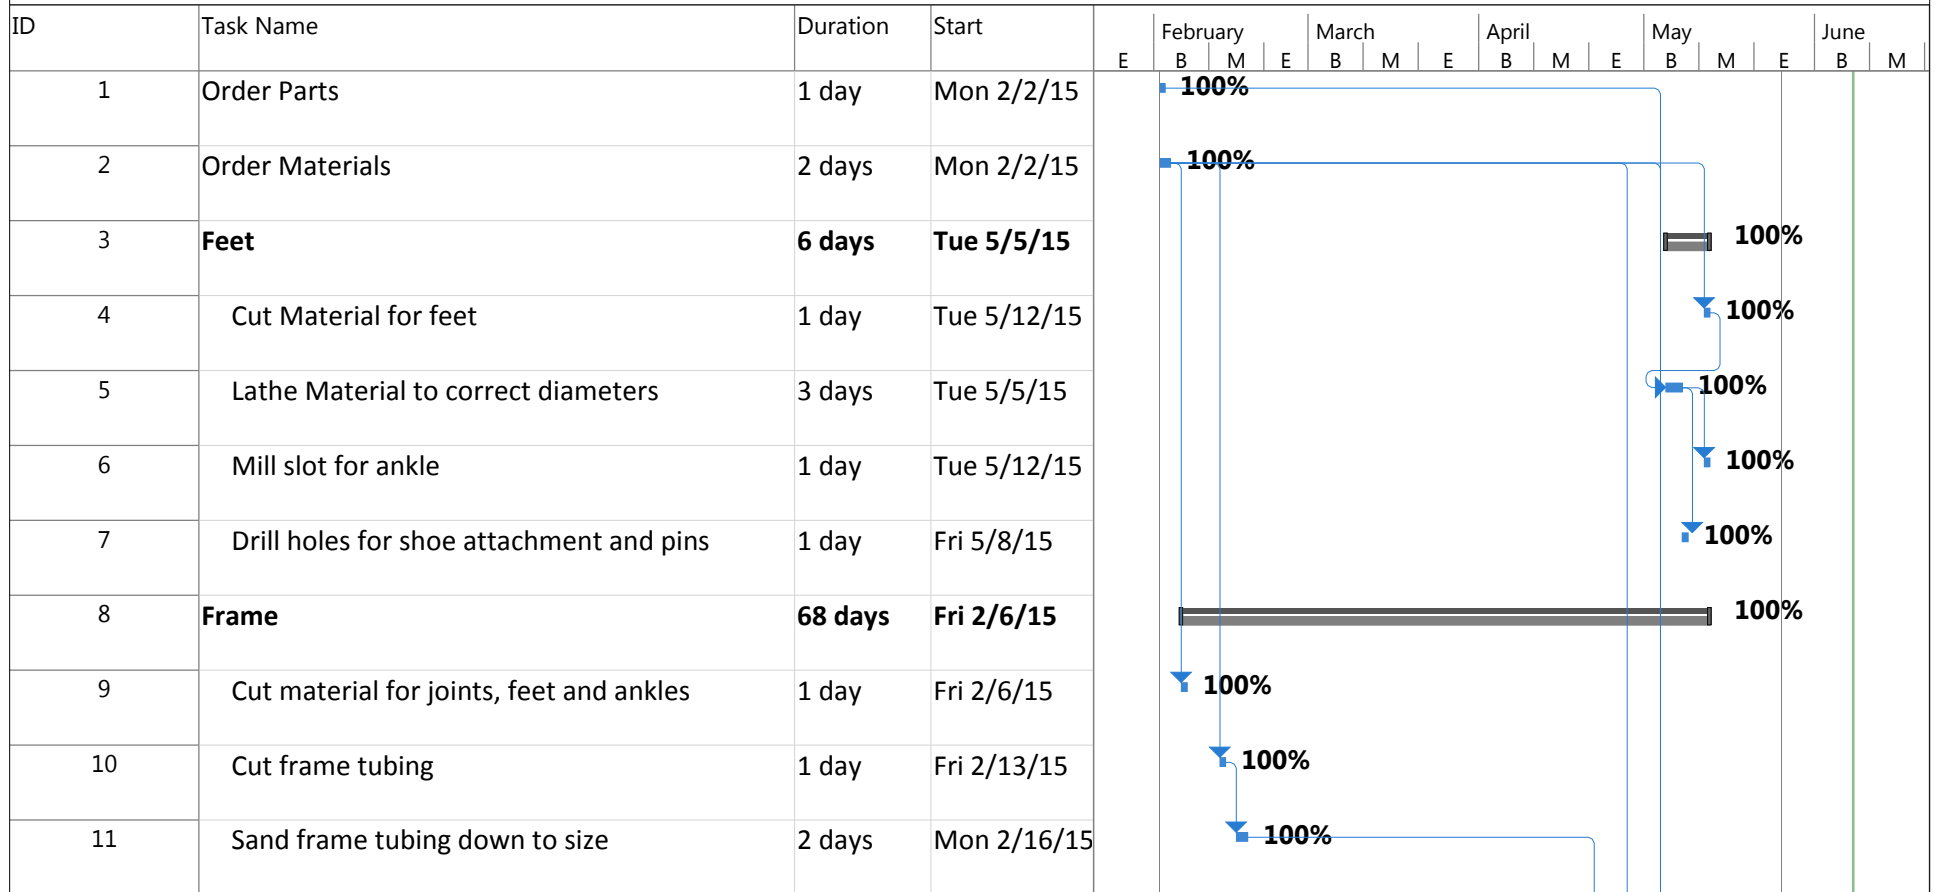 ID Task Name Duration Start February March April May June
E B M E B M E B M E B M E B M
1 Order Parts 1 day Mon 2/2/15 100%
2 Order Materials 2 days Mon 2/2/15 100%
3 Feet 6 days Tue 5/5/15 100%
4 Cut Material for feet 1 day Tue 5/12/15 100%
5 Lathe Material to correct diameters 3 days Tue 5/5/15 100%
6 Mill slot for ankle 1 day Tue 5/12/15 100%
7 Drill holes for shoe attachment and pins 1 day Fri 5/8/15 100%
8 Frame 68 days Fri 2/6/15 100%
9 Cut material for joints, feet and ankles 1 day Fri 2/6/15 100%
10 Cut frame tubing 1 day Fri 2/13/15 100%
11 Sand frame tubing down to size 2 days Mon 2/16/15 100%